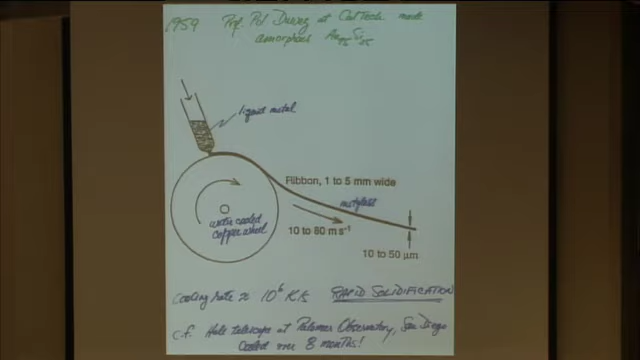 1959 Prof. Pol Duwez at CalTech made
amorphous Au₇₅Si₂₅
liquid metal
Ribbon, 1 to 5 mm wide
metglass
water cooled
copper wheel
10 to 80 m s⁻¹
10 to 50 μm
Cooling rate ≈ 10⁶ K/s RAPID SOLIDIFICATION
c.f. Hale telescope at Palomar Observatory, San Diego
Cooled over 8 months!